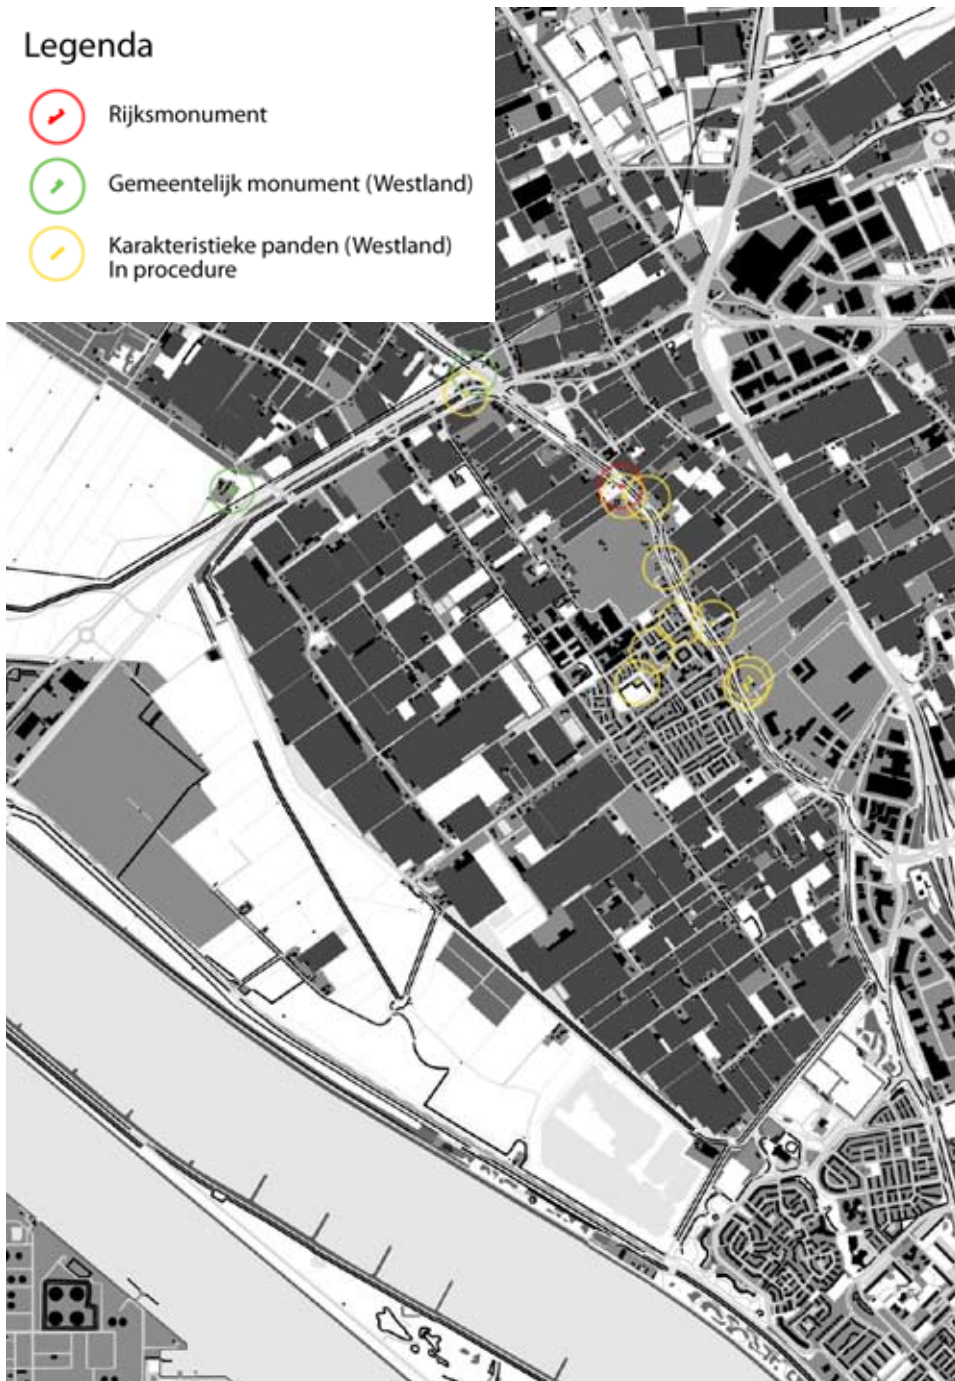 Legenda
Rijksmonument
Gemeentelijk monument (Westland)
Karakteristieke panden (Westland)
In procedure